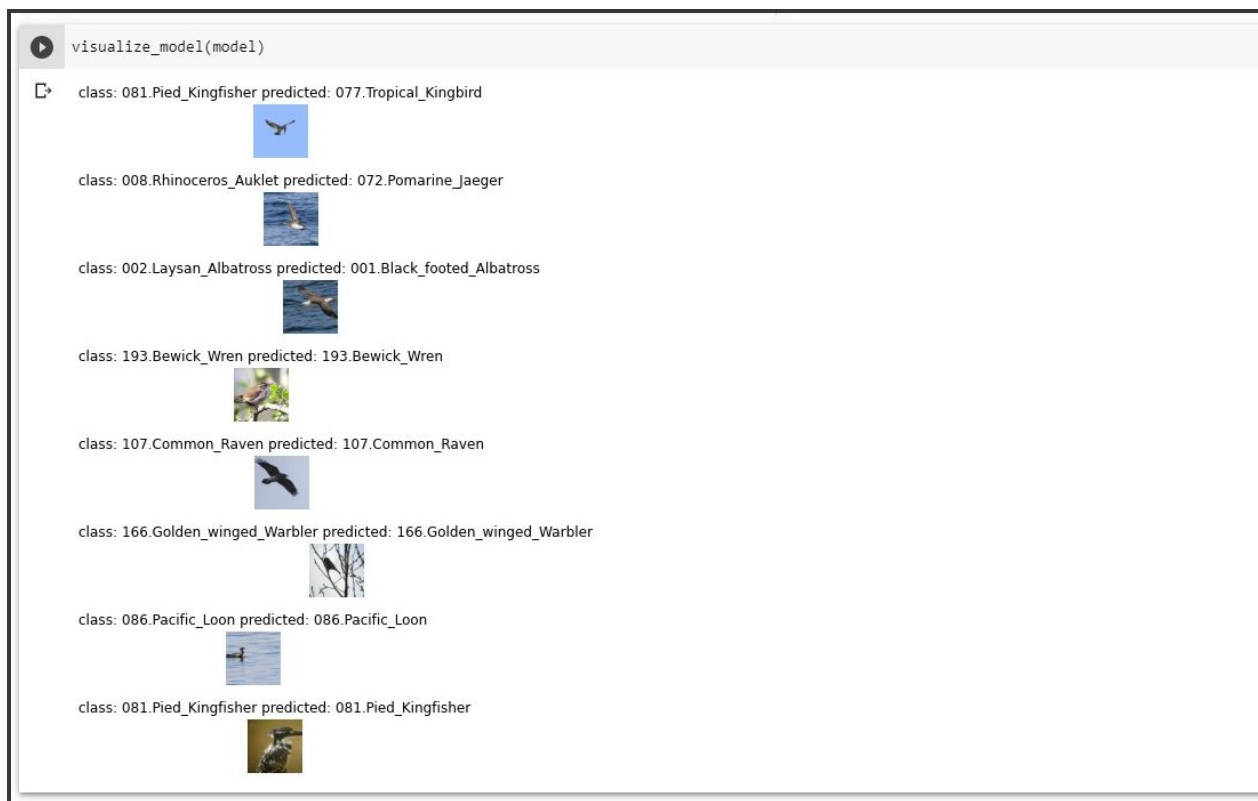 visualize_model(model)
class: 081.Pied_Kingfisher predicted: 077.Tropical_Kingbird
class: 008.Rhinoceros_Auklet predicted: 072.Pomarine_Jaeger
class: 002.Laysan_Albatross predicted: 001.Black_footed_Albatross
class: 193.Bewick_Wren predicted: 193.Bewick_Wren
class: 107.Common_Raven predicted: 107.Common_Raven
class: 166.Golden_winged_Warbler predicted: 166.Golden_winged_Warbler
class: 086.Pacific_Loon predicted: 086.Pacific_Loon
class: 081.Pied_Kingfisher predicted: 081.Pied_Kingfisher